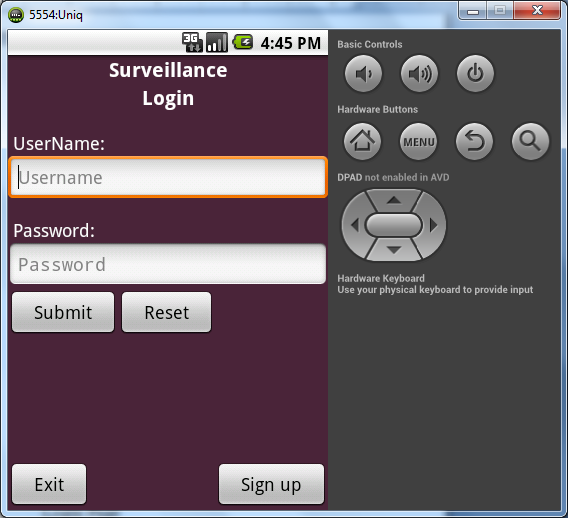 5554:Uniq
3G
4:45 PM
Surveillance
Login
UserName:
Username
Password:
Password
Submit Reset
Exit Sign up
Basic Controls
Hardware Buttons
MENU
DPAD not enabled in AVD
Hardware Keyboard
Use your physical keyboard to provide input